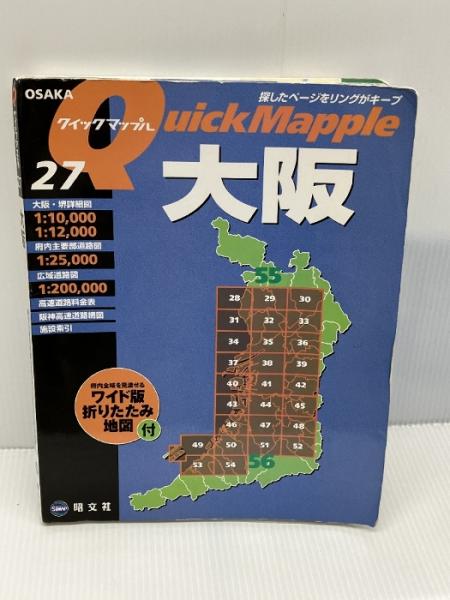 OSAKA
探したページをリングがキープ
QuickMapple
クイックマップル
27
大阪
大阪・堺詳細図
1:10,000
1:12,000
府内主要部道路図
1:25,000
広域道路図
1:200,000
高速道路料金表
阪神高速道路網図
施設索引
55
28 29 30
31 32 33
34 35 36
37 38 39
40 41 42
43 44 45
46 47 48
49 50 51 52
53 54 56
府内全域を見渡せる
ワイド版
折りたたみ
地図 付
昭文社